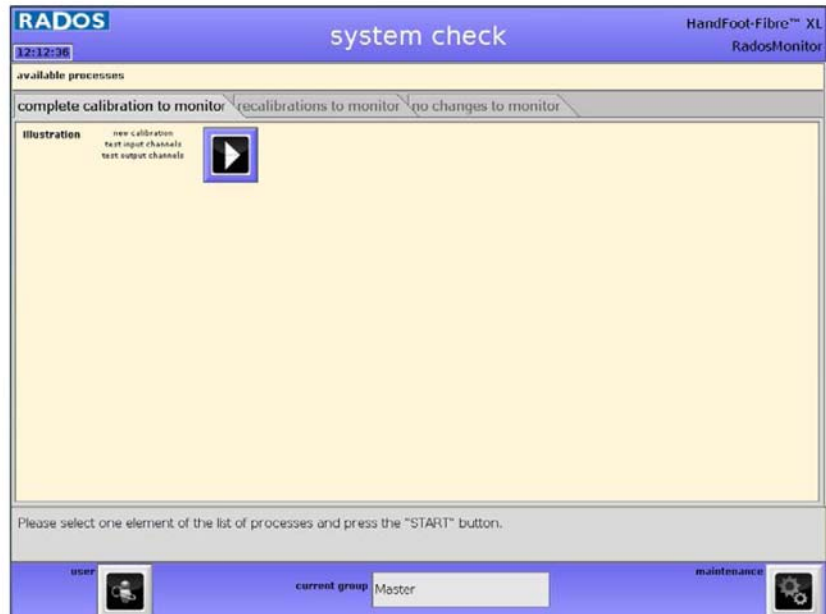 RADOS
system check
HandFoot-Fibre™ XL
12:12:36
RadosMonitor
available processes
complete calibration to monitor recalibrations to monitor no changes to monitor
Illustration
new calibration
test input channels
test output channels
Please select one element of the list of processes and press the "START" button.
user
current group Master
maintenance